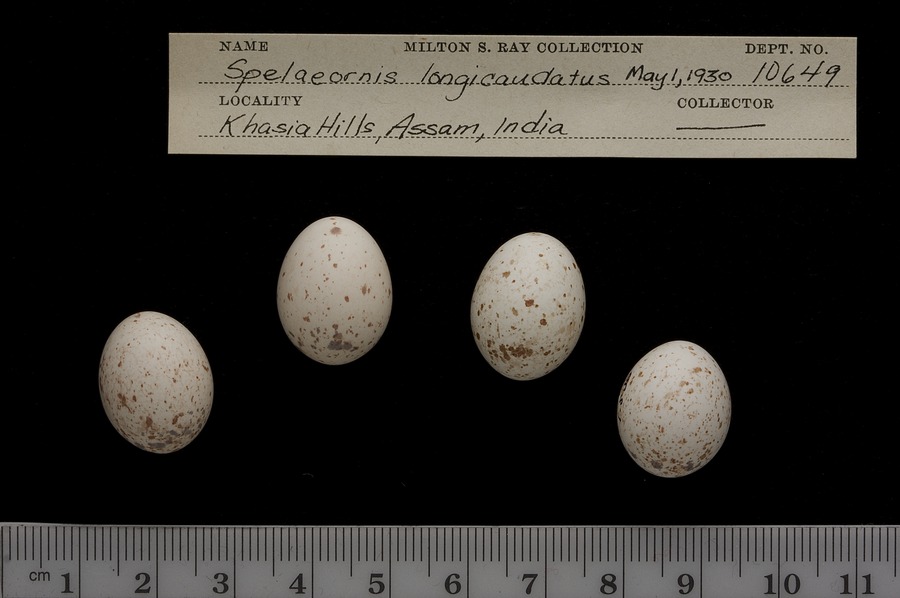 NAME MILTON S. RAY COLLECTION DEPT. NO.
Spelaeornis longicaudatus May 1, 1930 10649
LOCALITY COLLECTOR
Khasia Hills, Assam, India
cm 1 2 3 4 5 6 7 8 9 10 11